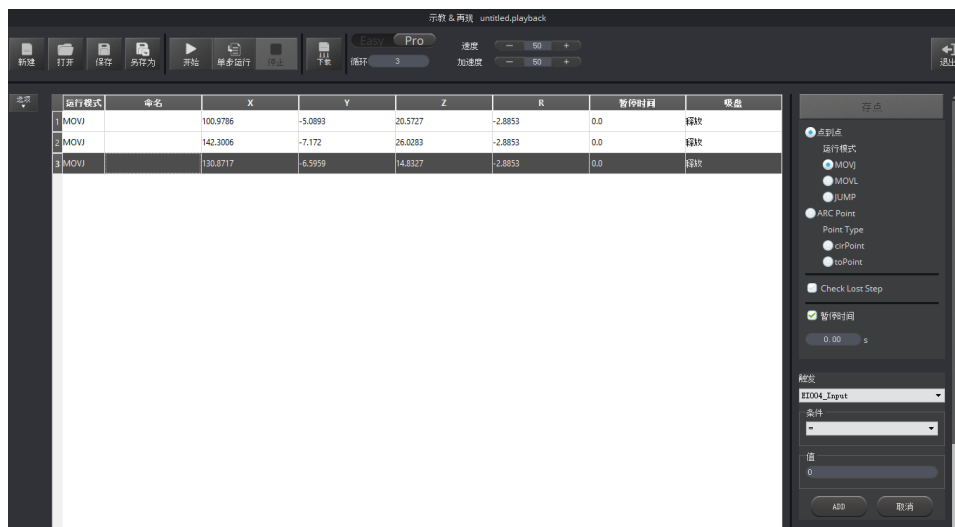 示教 & 再现 untitled.playback
新建 打开 保存 另存为 开始 单步运行 停止 下载 Easy Pro 循环 3 速度 - 50 + 加速度 - 50 + 退出
选项
运行模式 命名 X Y Z R 暂停时间 吸盘
1 MOVJ 100.9786 -5.0893 20.5727 -2.8853 0.0 释放
2 MOVJ 142.3006 -7.172 26.0283 -2.8853 0.0 释放
3 MOVJ 130.8717 -6.5959 14.8327 -2.8853 0.0 释放
存点
点到点
运行模式
MOVJ
MOVL
JUMP
ARC Point
Point Type
cirPoint
toPoint
Check Lost Step
暂停时间
0.00 s
触发
EIO04_Input
条件
=
值
0
ADD 取消